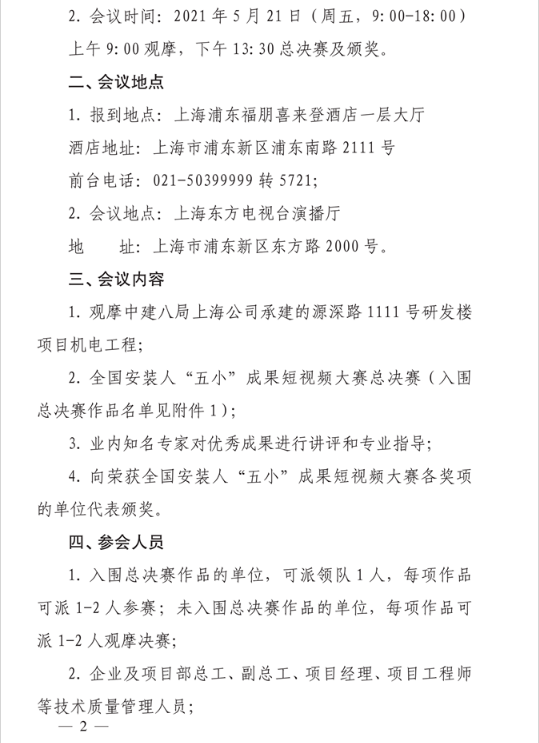 2. 会议时间：2021 年 5 月 21 日（周五，9:00-18:00）
上午 9:00 观摩，下午 13:30 总决赛及颁奖。
二、会议地点
1. 报到地点：上海浦东福朋喜来登酒店一层大厅
酒店地址：上海市浦东新区浦东南路 2111 号
前台电话：021-50399999 转 5721；
2. 会议地点：上海东方电视台演播厅
地　　址：上海市浦东新区东方路 2000 号。
三、会议内容
1. 观摩中建八局上海公司承建的源深路 1111 号研发楼
项目机电工程；
2. 全国安装人“五小”成果短视频大赛总决赛（入围
总决赛作品名单见附件 1）；
3. 业内知名专家对优秀成果进行讲评和专业指导；
4. 向荣获全国安装人“五小”成果短视频大赛各奖项
的单位代表颁奖。
四、参会人员
1. 入围总决赛作品的单位，可派领队 1 人，每项作品
可派 1-2 人参赛；未入围总决赛作品的单位，每项作品可
派 1-2 人观摩决赛；
2. 企业及项目部总工、副总工、项目经理、项目工程师
等技术质量管理人员；
— 2 —